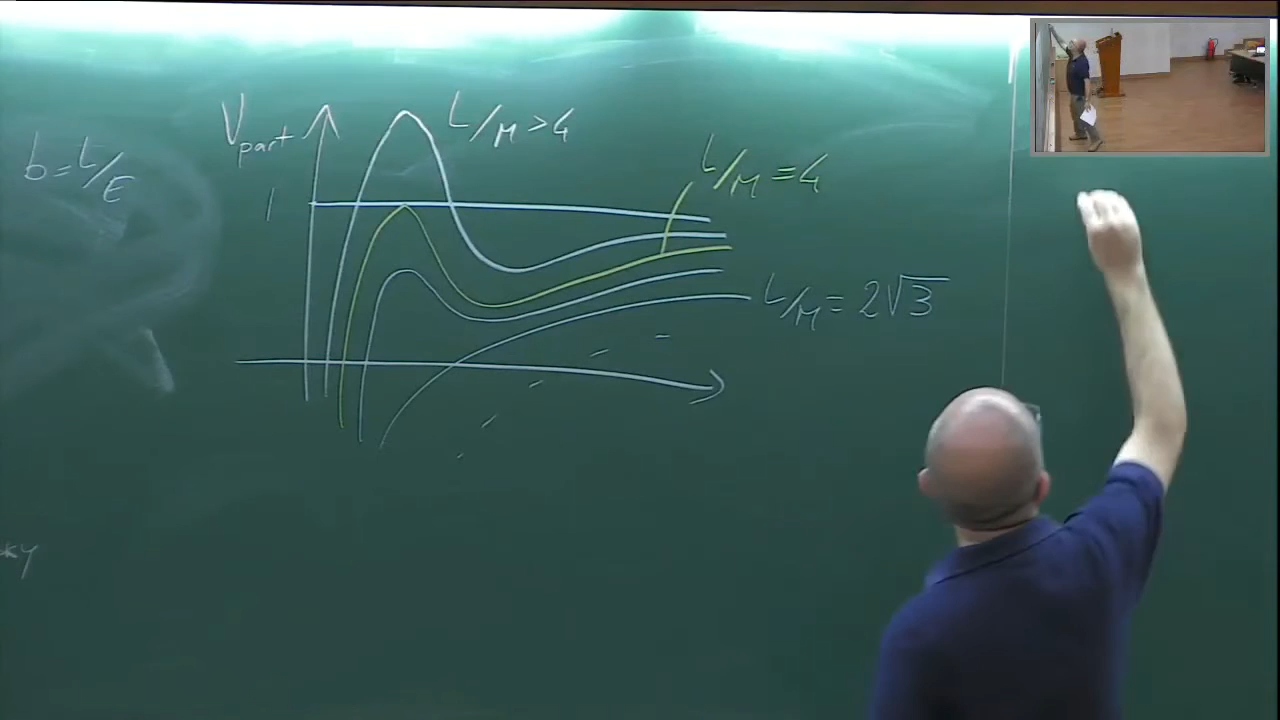 b = L/E
V_part
L/M > 4
1
L/M = 4
L/M = 2√3